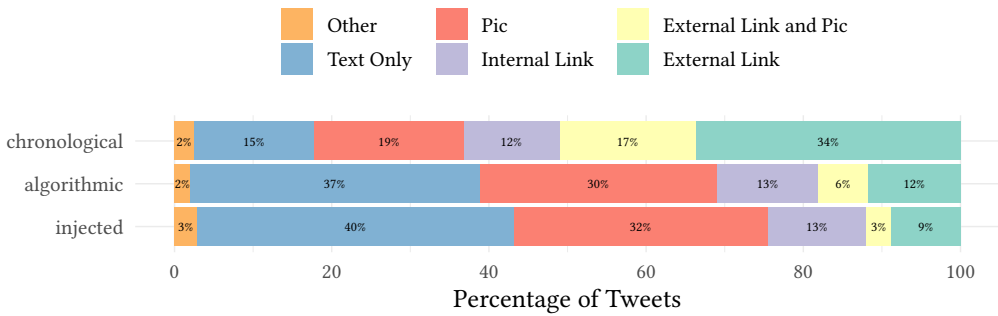 Other Pic External Link and Pic
Text Only Internal Link External Link
chronological 2% 15% 19% 12% 17% 34%
algorithmic 2% 37% 30% 13% 6% 12%
injected 3% 40% 32% 13% 3% 9%
0 20 40 60 80 100
Percentage of Tweets